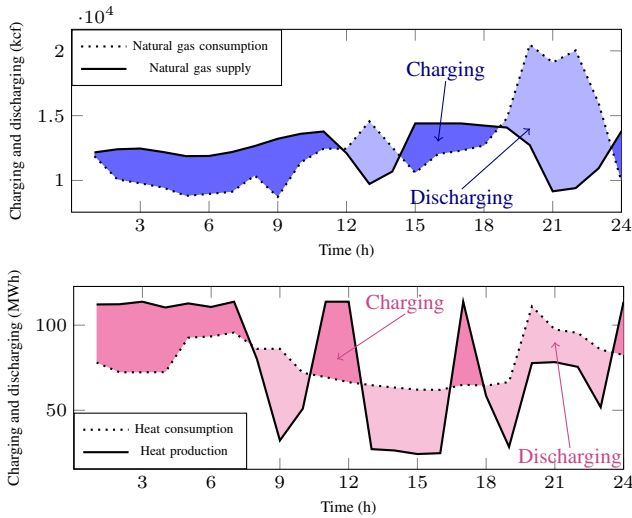 ·10⁴
Charging and discharging (kcf)
2
1.5
1
Natural gas consumption
Natural gas supply
Charging
Discharging
3 6 9 12 15 18 21 24
Time (h)
Charging and discharging (MWh)
100
50
Charging
Heat consumption
Heat production
Discharging
3 6 9 12 15 18 21 24
Time (h)